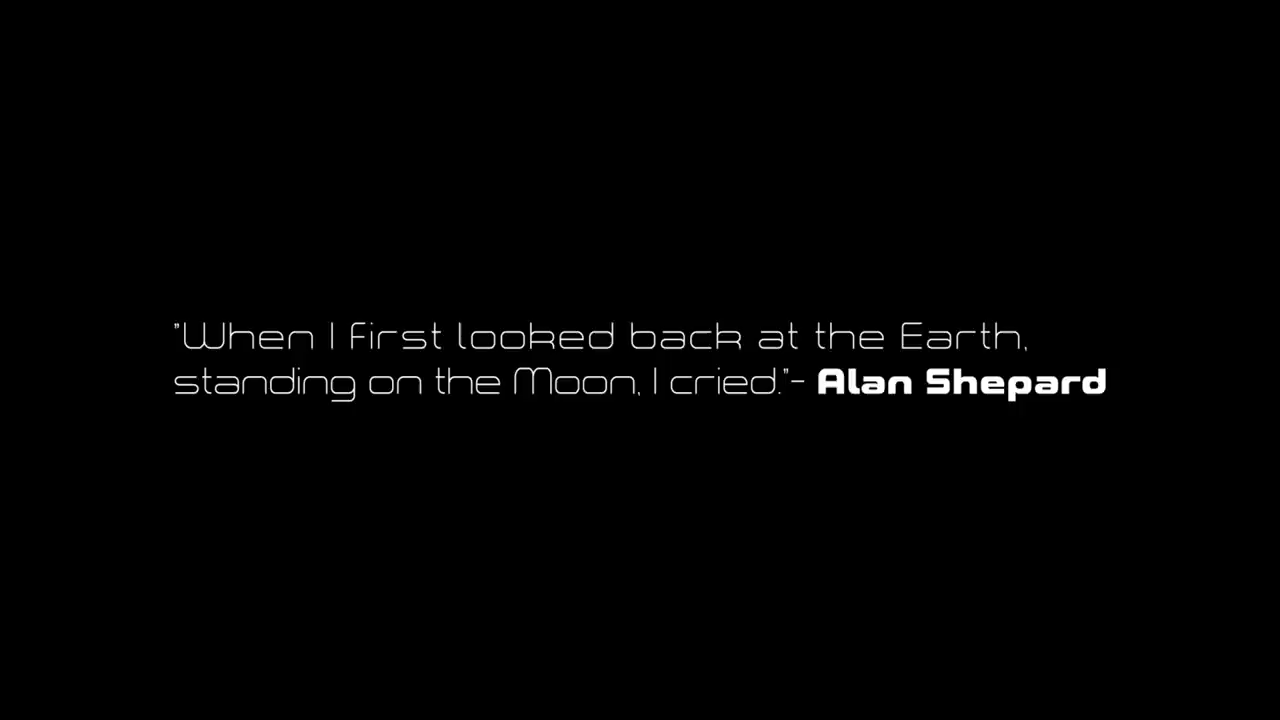 "When I first looked back at the Earth,
standing on the Moon, I cried."- Alan Shepard